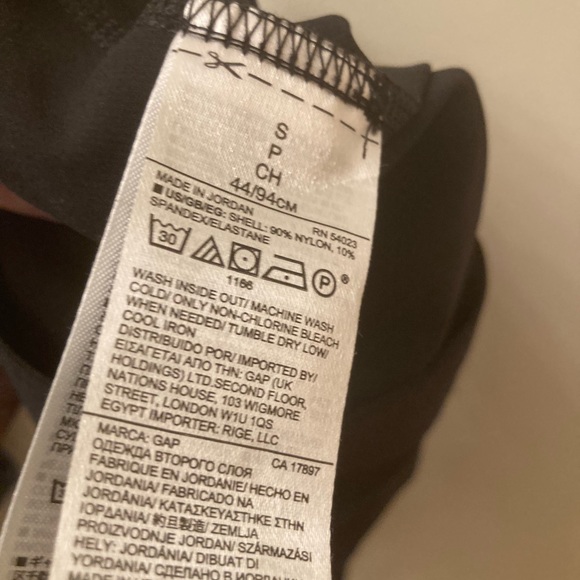 S
P
CH
44/94CM
MADE IN JORDAN RN 54023
■ US/GB/EG: SHELL: 90% NYLON, 10%
SPANDEX/ELASTANE
30 P ®
1186
WASH INSIDE OUT/ MACHINE WASH
COLD/ ONLY NON-CHLORINE BLEACH
WHEN NEEDED/ TUMBLE DRY LOW/
COOL IRON
DISTRIBUIDO POR/ IMPORTED BY/
ΕΙΣΑΓΕΤΑΙ ΑΠΟ ΤΗΝ: GAP (UK
HOLDINGS) LTD.SECOND FLOOR,
NATIONS HOUSE, 103 WIGMORE
STREET, LONDON W1U 1QS
EGYPT IMPORTER: RIGE, LLC
MARCA: GAP CA 17897
ОДЕЖДА ВТОРОГО СЛОЯ
FABRIQUE EN JORDANIE/ HECHO EN
JORDANIA/ FABRICADO NA
JORDÂNIA/ ΚΑΤΑΣΚΕΥΑΣΤΗΚΕ ΣΤΗΝ
ΙΟΡΔΑΝΙΑ/ 約旦製造/ ZEMLJA
PROIZVODNJE JORDAN/ SZÁRMAZÁSI
HELY: JORDÁNIA/ DIBUAT DI
YORDANIA/ СДЕЛАНО В ИОРДАНИИ